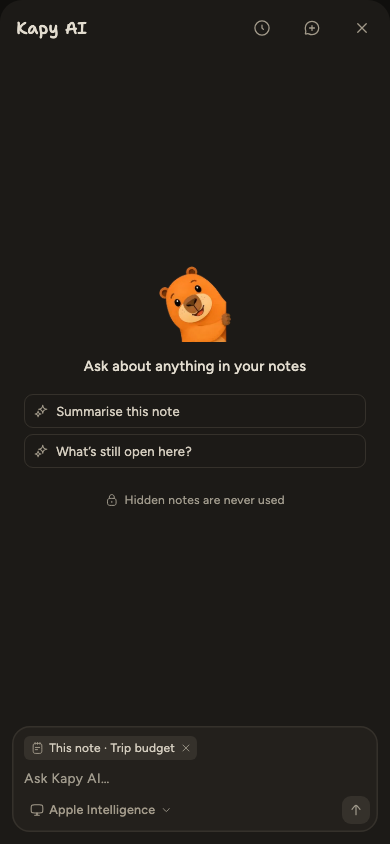 Kapy AI
Ask about anything in your notes
Summarise this note
What's still open here?
Hidden notes are never used
This note · Trip budget
Ask Kapy AI...
Apple Intelligence